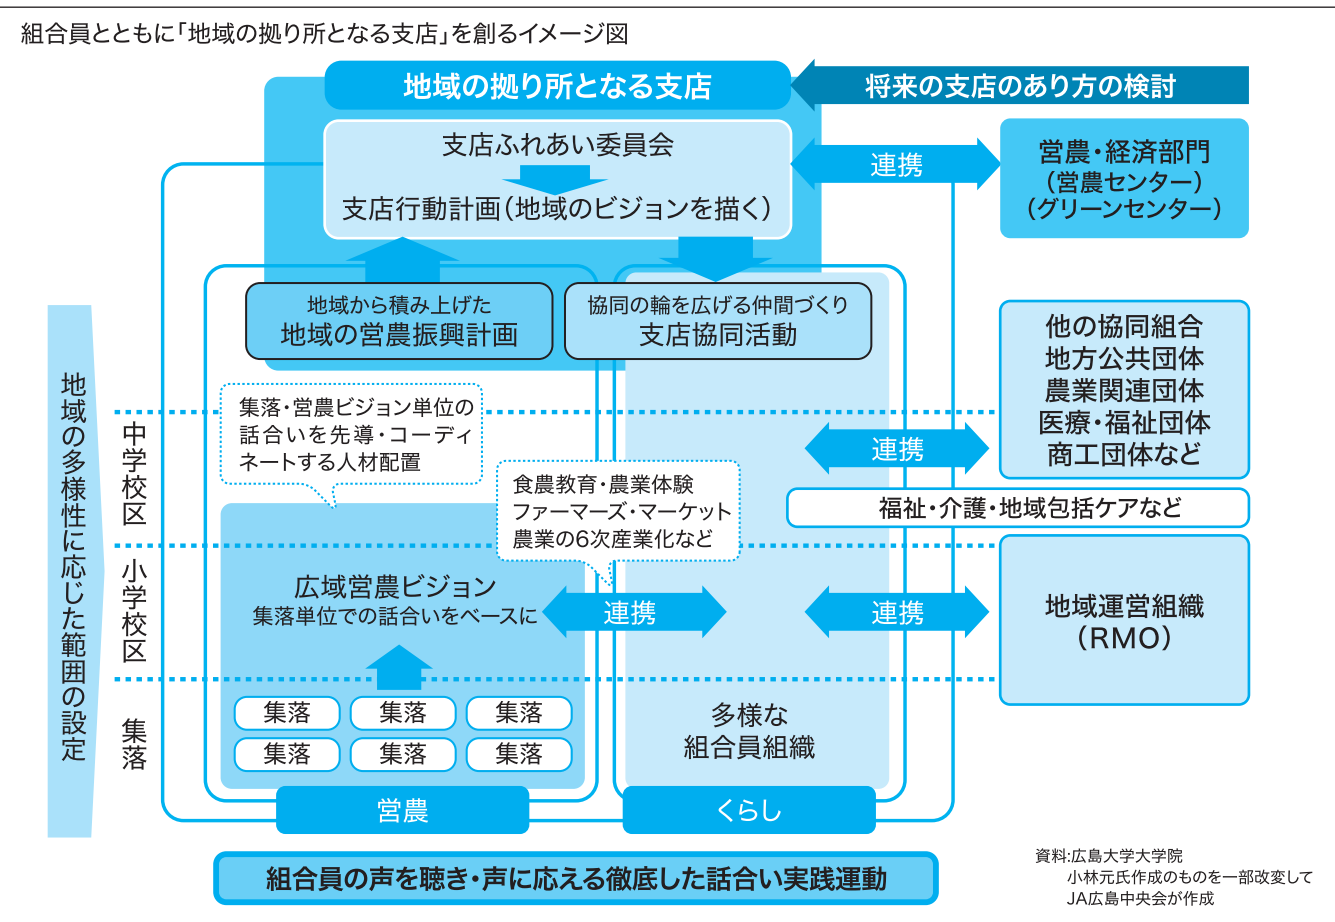 組合員とともに「地域の拠り所となる支店」を創るイメージ図
地域の拠り所となる支店
将来の支店のあり方の検討
支店ふれあい委員会
支店行動計画(地域のビジョンを描く)
連携
営農・経済部門
(営農センター)
(グリーンセンター)
地域から積み上げた
地域の営農振興計画
協同の輪を広げる仲間づくり
支店協同活動
他の協同組合
地方公共団体
農業関連団体
医療・福祉団体
商工団体など
地域の多様性に応じた範囲の設定
中学校区
集落・営農ビジョン単位の
話合いを先導・コーディ
ネートする人材配置
連携
食農教育・農業体験
ファーマーズ・マーケット
農業の6次産業化など
福祉・介護・地域包括ケアなど
小学校区
広域営農ビジョン
集落単位での話合いをベースに
連携
連携
地域運営組織
(RMO)
集落
集落
集落
集落
集落
集落
集落
多様な
組合員組織
営農
くらし
組合員の声を聴き・声に応える徹底した話合い実践運動
資料:広島大学大学院
小林元氏作成のものを一部改変して
JA広島中央会が作成